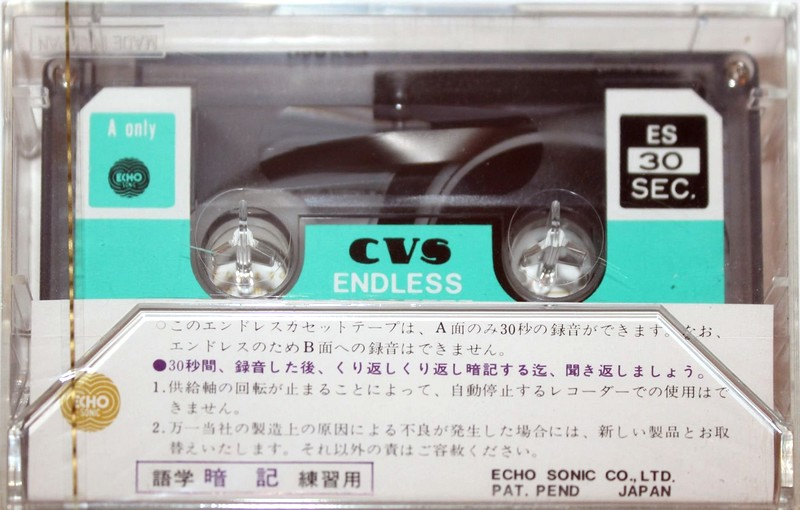 MADE IN JAPAN
A only
ECHO
SONIC
ES
30
SEC.
CVS
ENDLESS
○このエンドレスカセットテープは、A面のみ30秒の録音ができます。なお、
エンドレスのためB面への録音はできません。
●30秒間、録音した後、くり返しくり返し暗記する迄、聞き返しましょう。
1.供給軸の回転が止まることによって、自動停止するレコーダーでの使用はで
きません。
2.万一当社の製造上の原因による不良が発生した場合には、新しい製品とお取
替えいたします。それ以外の責はご容赦ください。
ECHO
SONIC
語学 暗記 練習用
ECHO SONIC CO.,LTD.
PAT. PEND JAPAN